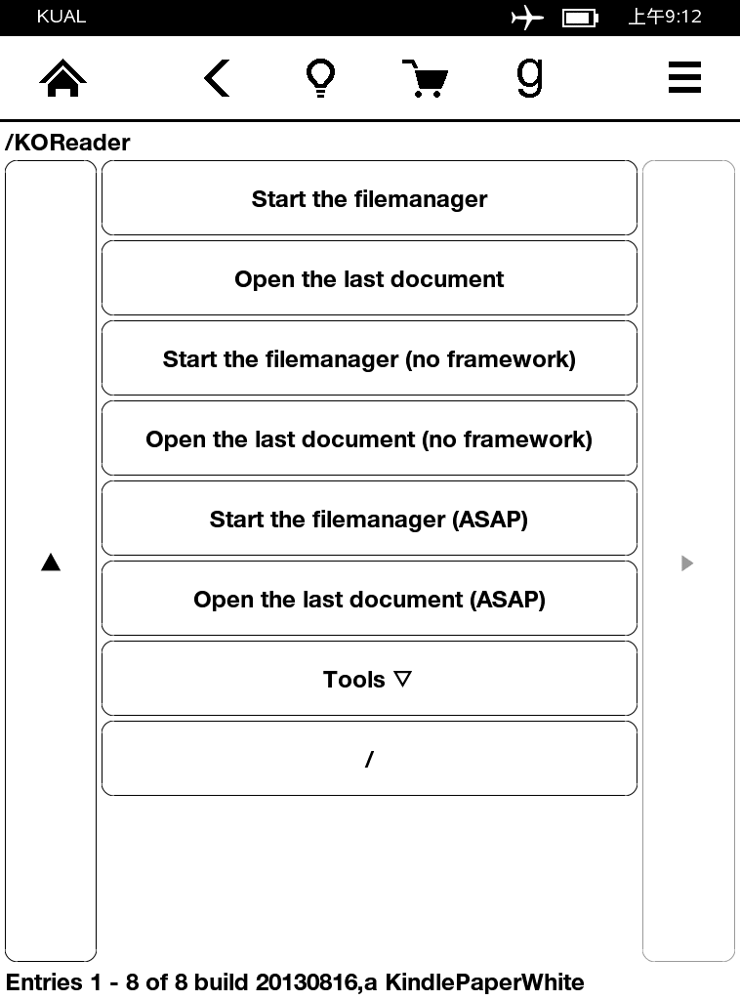 KUAL 上午9:12
g
/KOReader
Start the filemanager
Open the last document
Start the filemanager (no framework)
Open the last document (no framework)
Start the filemanager (ASAP)
Open the last document (ASAP)
Tools ▽
/
Entries 1 - 8 of 8 build 20130816,a KindlePaperWhite